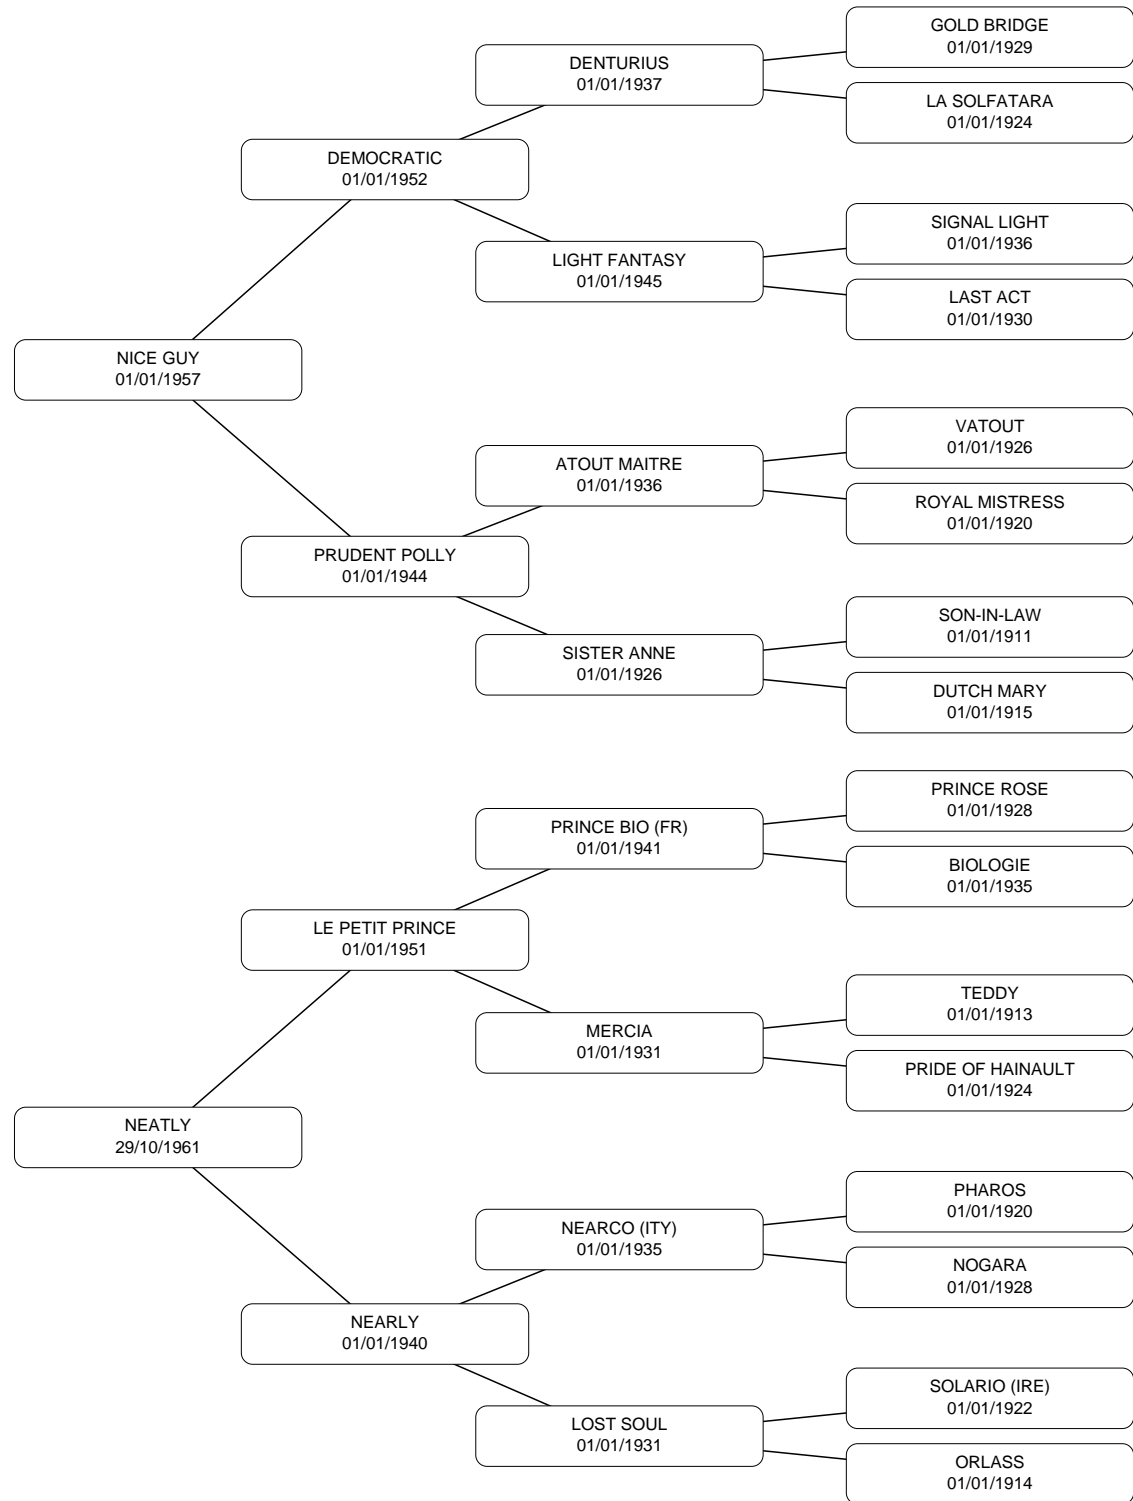 GOLD BRIDGE
01/01/1929
DENTURIUS
01/01/1937
LA SOLFATARA
01/01/1924
DEMOCRATIC
01/01/1952
SIGNAL LIGHT
01/01/1936
LIGHT FANTASY
01/01/1945
LAST ACT
01/01/1930
NICE GUY
01/01/1957
VATOUT
01/01/1926
ATOUT MAITRE
01/01/1936
ROYAL MISTRESS
01/01/1920
PRUDENT POLLY
01/01/1944
SON-IN-LAW
01/01/1911
SISTER ANNE
01/01/1926
DUTCH MARY
01/01/1915
PRINCE ROSE
01/01/1928
PRINCE BIO (FR)
01/01/1941
BIOLOGIE
01/01/1935
LE PETIT PRINCE
01/01/1951
TEDDY
01/01/1913
MERCIA
01/01/1931
PRIDE OF HAINAULT
01/01/1924
NEATLY
29/10/1961
PHAROS
01/01/1920
NEARCO (ITY)
01/01/1935
NOGARA
01/01/1928
NEARLY
01/01/1940
SOLARIO (IRE)
01/01/1922
LOST SOUL
01/01/1931
ORLASS
01/01/1914